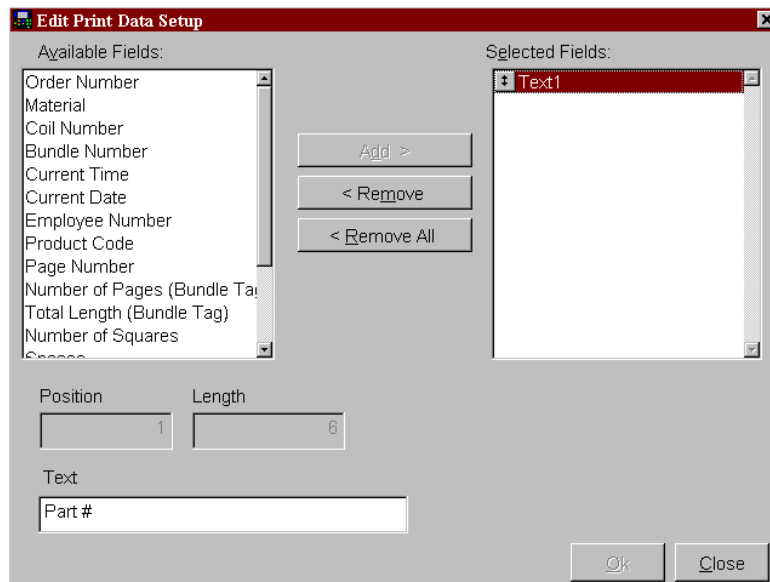 Edit Print Data Setup
Available Fields:
Selected Fields:
Order Number
Material
Coil Number
Bundle Number
Current Time
Current Date
Employee Number
Product Code
Page Number
Number of Pages (Bundle Ta
Total Length (Bundle Tag)
Number of Squares
Spaces
Add >
< Remove
< Remove All
Text1
Position
Length
1
6
Text
Part #
Ok
Close